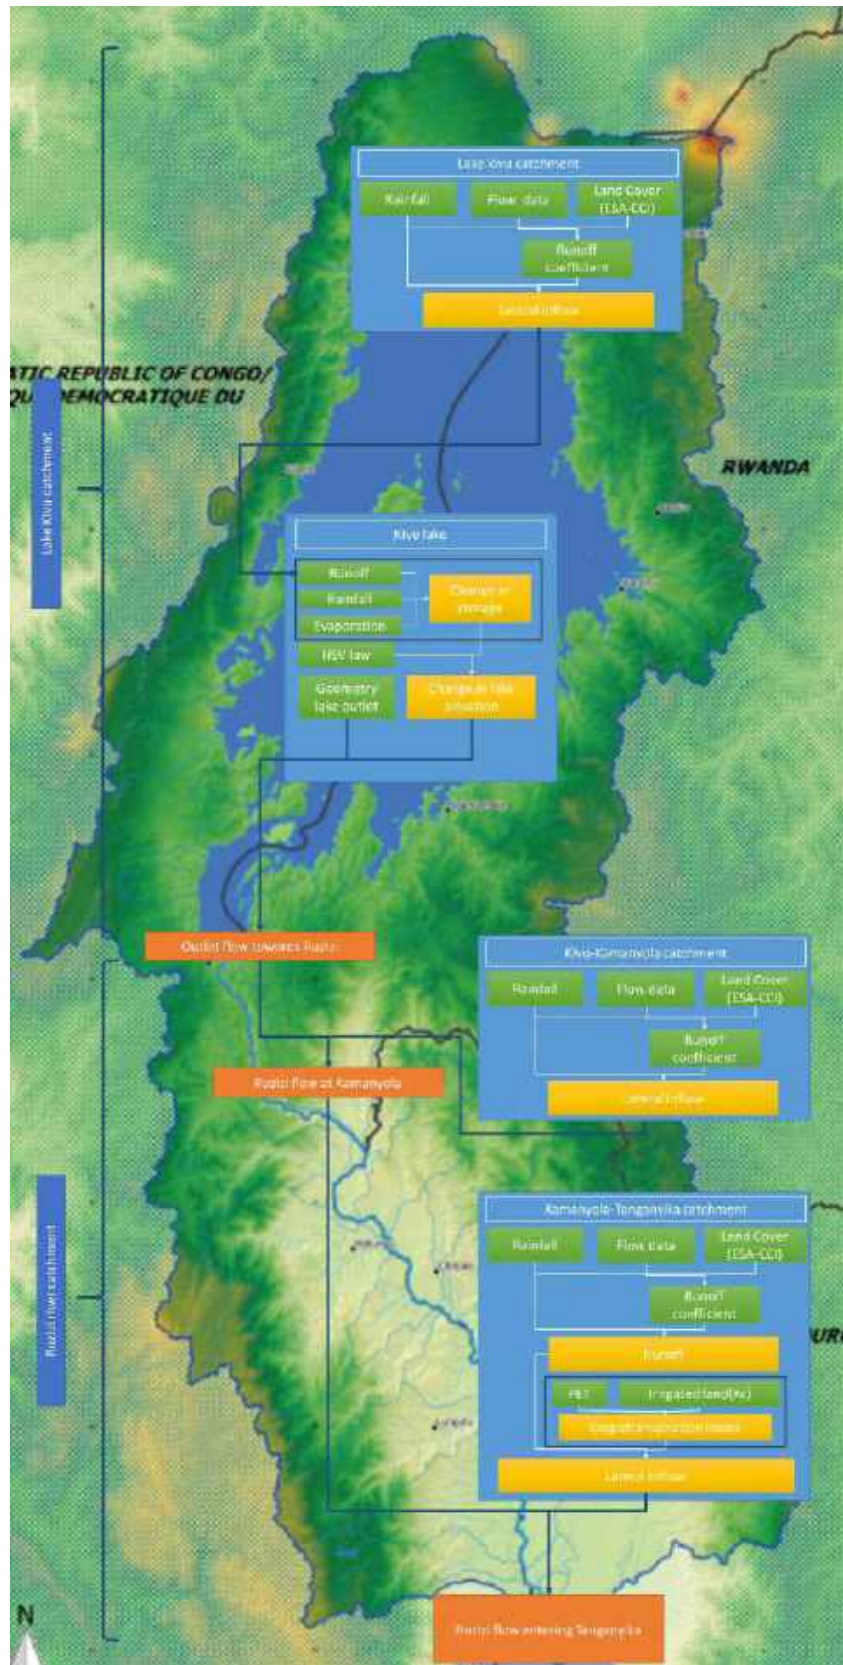 Lake Kivu catchment
Rainfall
Flow data
Land Cover
(ESA-CCI)
Runoff
coefficient
Lateral inflow
ATIC REPUBLIC OF CONGO/
QUE DEMOCRATIQUE DU
Lake Kivu catchment
RWANDA
Kivu lake
Runoff
Rainfall
Evaporation
Change in
storage
HSV law
Geometry
lake outlet
Change in lake
elevation
Outlet flow towards Ruzizi
Kivu-Kamanyola catchment
Rainfall
Flow data
Land Cover
(ESA-CCI)
Runoff
coefficient
Lateral inflow
Ruzizi flow at Kamanyola
Ruzizi river catchment
Kamanyola-Tanganyika catchment
Rainfall
Flow data
Land Cover
(ESA-CCI)
Runoff
coefficient
Runoff
PET
Irrigated land(Kc)
Evapotranspiration losses
Lateral inflow
BURU
N
Ruzizi flow entering Tanganyika